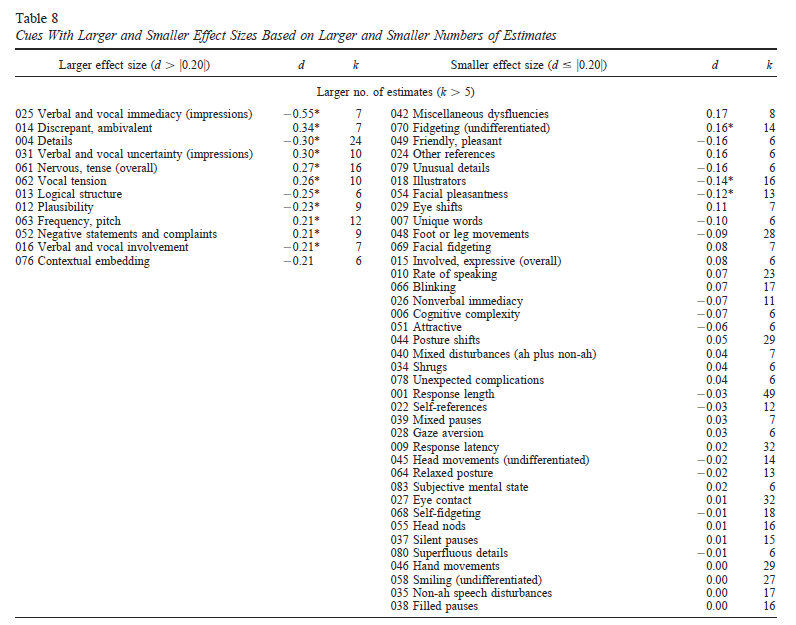 Table 8
Cues With Larger and Smaller Effect Sizes Based on Larger and Smaller Numbers of Estimates
Larger effect size (d > |0.20|) d k Smaller effect size (d ≤ |0.20|) d k
Larger no. of estimates (k > 5)
025 Verbal and vocal immediacy (impressions) −0.55* 7 042 Miscellaneous dysfluencies 0.17 8
014 Discrepant, ambivalent 0.34* 7 070 Fidgeting (undifferentiated) 0.16* 14
004 Details −0.30* 24 049 Friendly, pleasant −0.16 6
031 Verbal and vocal uncertainty (impressions) 0.30* 10 024 Other references 0.16 6
061 Nervous, tense (overall) 0.27* 16 079 Unusual details −0.16 6
062 Vocal tension 0.26* 10 018 Illustrators −0.14* 16
013 Logical structure −0.25* 6 054 Facial pleasantness −0.12* 13
012 Plausibility −0.23* 9 029 Eye shifts 0.11 7
063 Frequency, pitch 0.21* 12 007 Unique words −0.10 6
052 Negative statements and complaints 0.21* 9 048 Foot or leg movements −0.09 28
016 Verbal and vocal involvement −0.21* 7 069 Facial fidgeting 0.08 7
076 Contextual embedding −0.21 6 015 Involved, expressive (overall) 0.08 6
010 Rate of speaking 0.07 23
066 Blinking 0.07 17
026 Nonverbal immediacy −0.07 11
006 Cognitive complexity −0.07 6
051 Attractive −0.06 6
044 Posture shifts 0.05 29
040 Mixed disturbances (ah plus non-ah) 0.04 7
034 Shrugs 0.04 6
078 Unexpected complications 0.04 6
001 Response length −0.03 49
022 Self-references −0.03 12
039 Mixed pauses 0.03 7
028 Gaze aversion 0.03 6
009 Response latency 0.02 32
045 Head movements (undifferentiated) −0.02 14
064 Relaxed posture −0.02 13
083 Subjective mental state 0.02 6
027 Eye contact 0.01 32
068 Self-fidgeting −0.01 18
055 Head nods 0.01 16
037 Silent pauses 0.01 15
080 Superfluous details −0.01 6
046 Hand movements 0.00 29
058 Smiling (undifferentiated) 0.00 27
035 Non-ah speech disturbances 0.00 17
038 Filled pauses 0.00 16